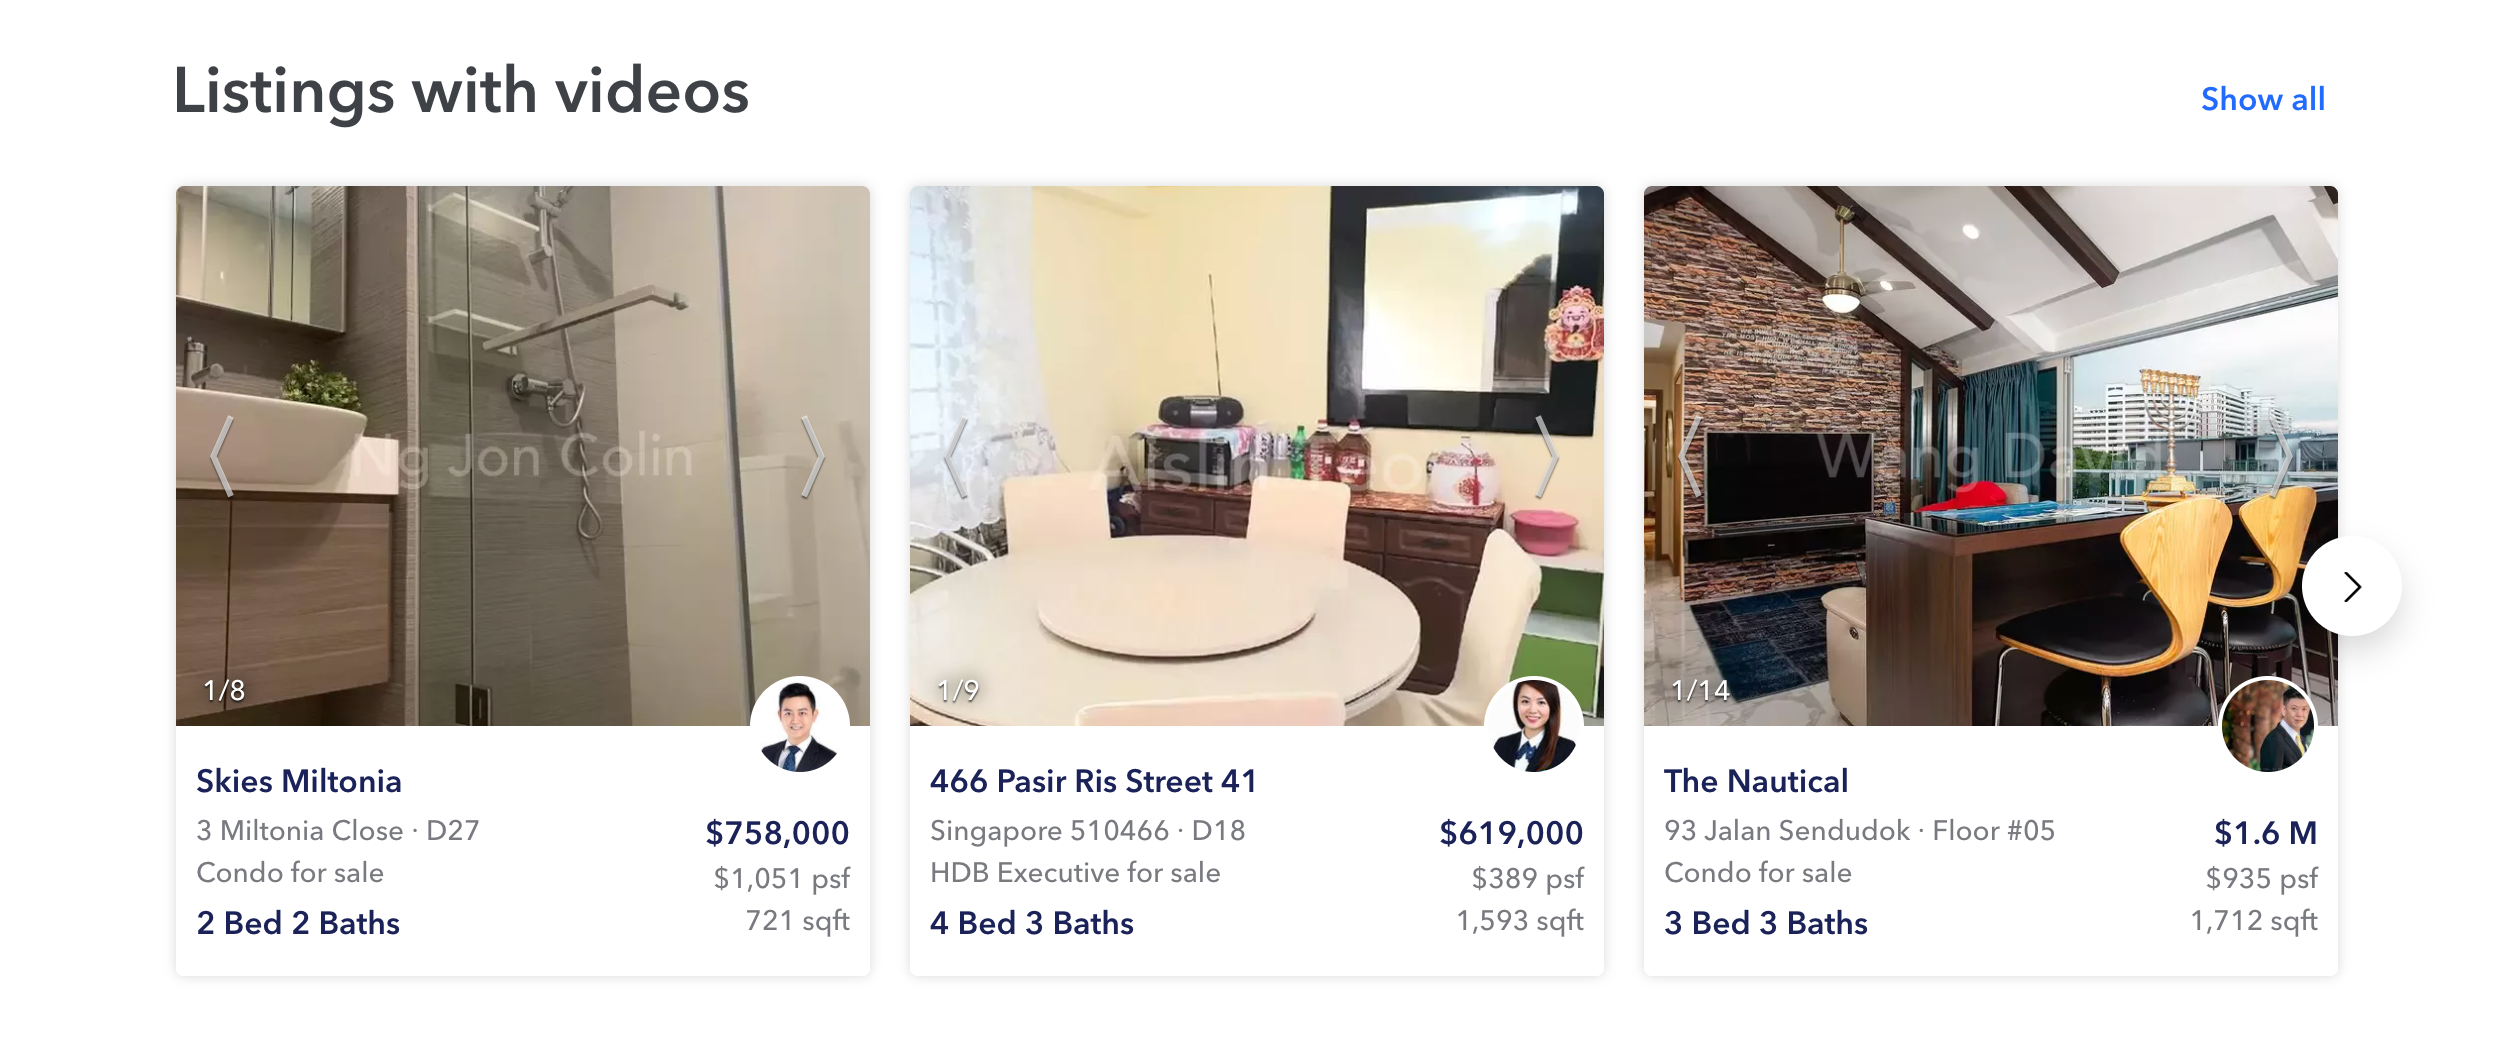 Listings with videos
Show all
Ng Jon Colin
1/8
Skies Miltonia
3 Miltonia Close · D27
$758,000
Condo for sale
$1,051 psf
2 Bed 2 Baths
721 sqft
Aislin Yeo
1/9
466 Pasir Ris Street 41
Singapore 510466 · D18
$619,000
HDB Executive for sale
$389 psf
4 Bed 3 Baths
1,593 sqft
Wang David
1/14
The Nautical
93 Jalan Sendudok · Floor #05
$1.6 M
Condo for sale
$935 psf
3 Bed 3 Baths
1,712 sqft